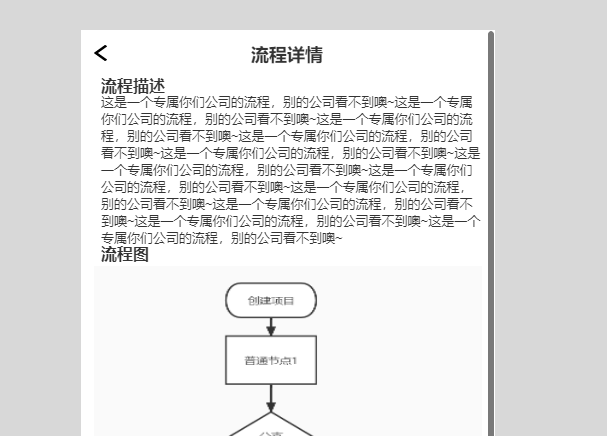 流程详情
流程描述
这是一个专属你们公司的流程，别的公司看不到噢~这是一个专属
你们公司的流程，别的公司看不到噢~这是一个专属你们公司的流
程，别的公司看不到噢~这是一个专属你们公司的流程，别的公司
看不到噢~这是一个专属你们公司的流程，别的公司看不到噢~这是
一个专属你们公司的流程，别的公司看不到噢~这是一个专属你们
公司的流程，别的公司看不到噢~这是一个专属你们公司的流程，
别的公司看不到噢~这是一个专属你们公司的流程，别的公司看不
到噢~这是一个专属你们公司的流程，别的公司看不到噢~这是一个
专属你们公司的流程，别的公司看不到噢~
流程图
创建项目
普通节点1